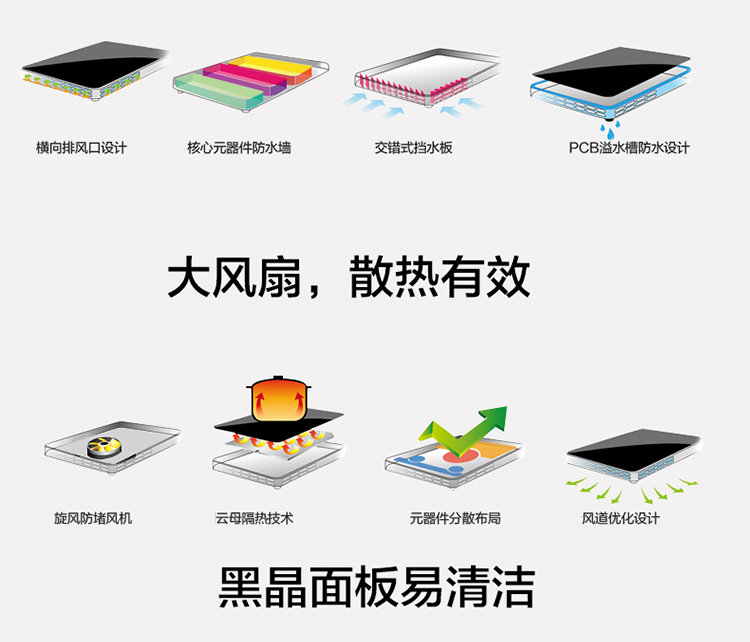 横向排风口设计
核心元器件防水墙
交错式挡水板
PCB溢水槽防水设计
大风扇，散热有效
旋风防堵风机
云母隔热技术
元器件分散布局
风道优化设计
黑晶面板易清洁